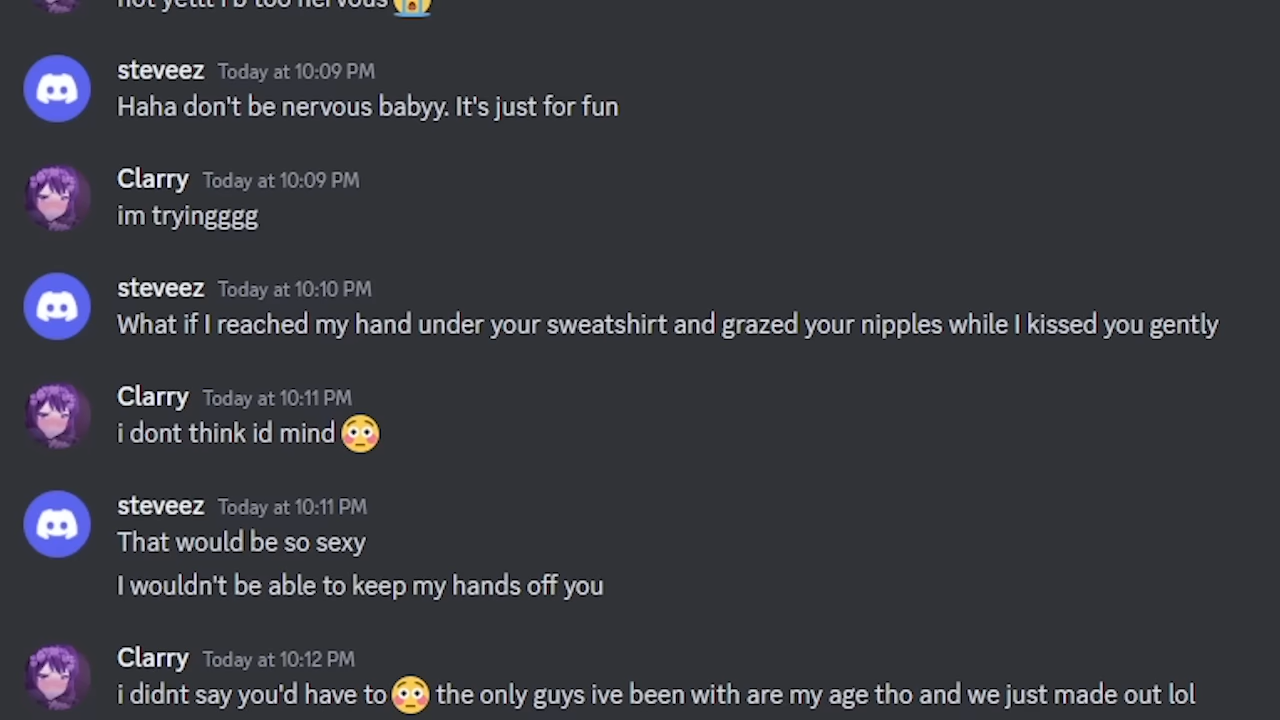 nervous 😭
steveez Today at 10:09 PM
Haha don't be nervous babyy. It's just for fun
Clarry Today at 10:09 PM
im tryingggg
steveez Today at 10:10 PM
What if I reached my hand under your sweatshirt and grazed your nipples while I kissed you gently
Clarry Today at 10:11 PM
i dont think id mind 😳
steveez Today at 10:11 PM
That would be so sexy
I wouldn't be able to keep my hands off you
Clarry Today at 10:12 PM
i didnt say you'd have to 😳 the only guys ive been with are my age tho and we just made out lol